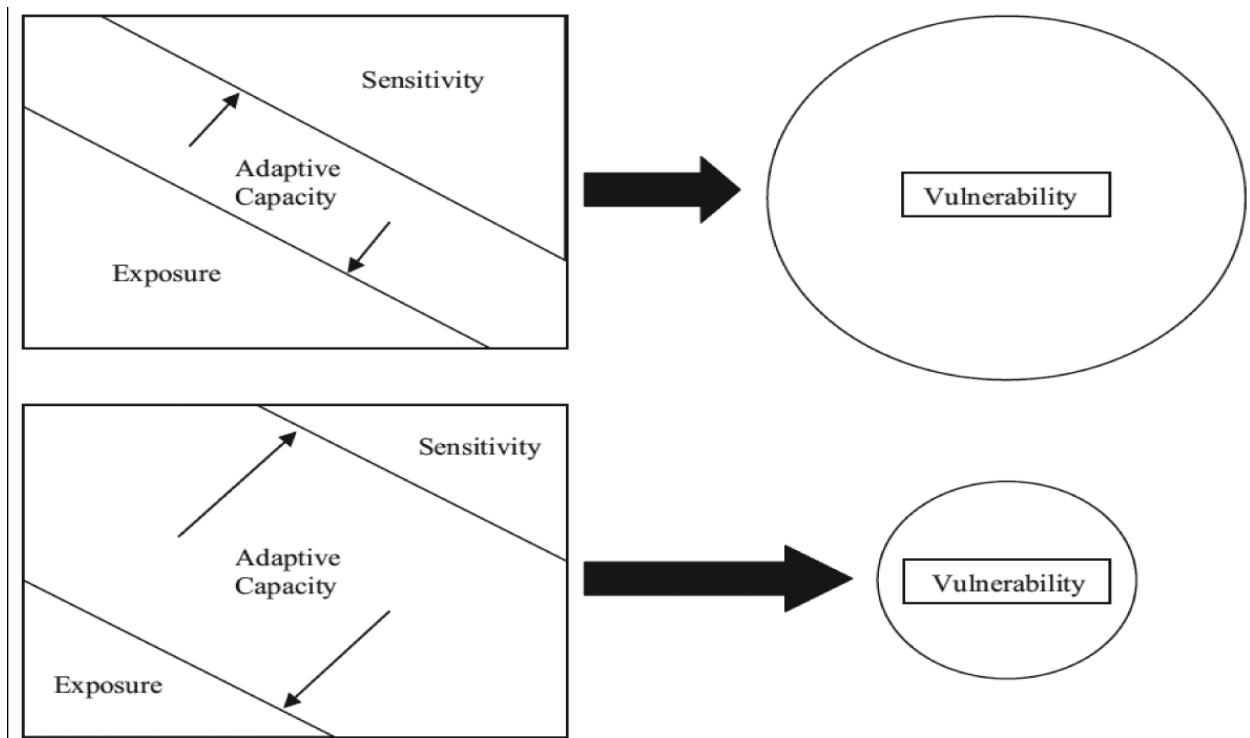 Sensitivity
Adaptive
Capacity
Exposure
Vulnerability
Sensitivity
Adaptive
Capacity
Exposure
Vulnerability